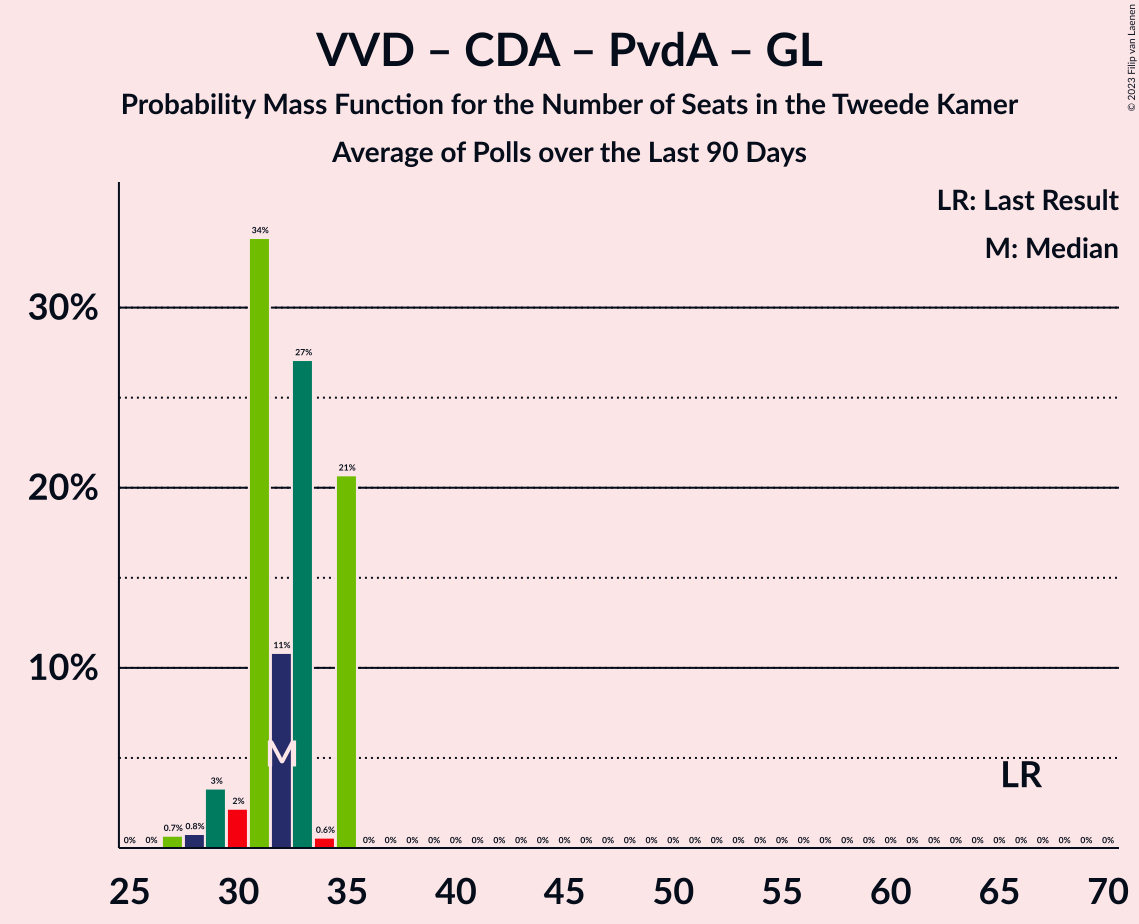 VVD – CDA – PvdA – GL
Probability Mass Function for the Number of Seats in the Tweede Kamer
Average of Polls over the Last 90 Days
© 2023 Filip van Laenen
LR: Last Result
M: Median
34%
30%
27%
21%
20%
11%
10%
M
LR
3%
2%
0% 0% 0.7% 0.8% 0.6% 0% 0% 0% 0% 0% 0% 0% 0% 0% 0% 0% 0% 0% 0% 0% 0% 0% 0% 0% 0% 0% 0% 0% 0% 0% 0% 0% 0% 0% 0% 0% 0% 0% 0% 0%
25 30 35 40 45 50 55 60 65 70